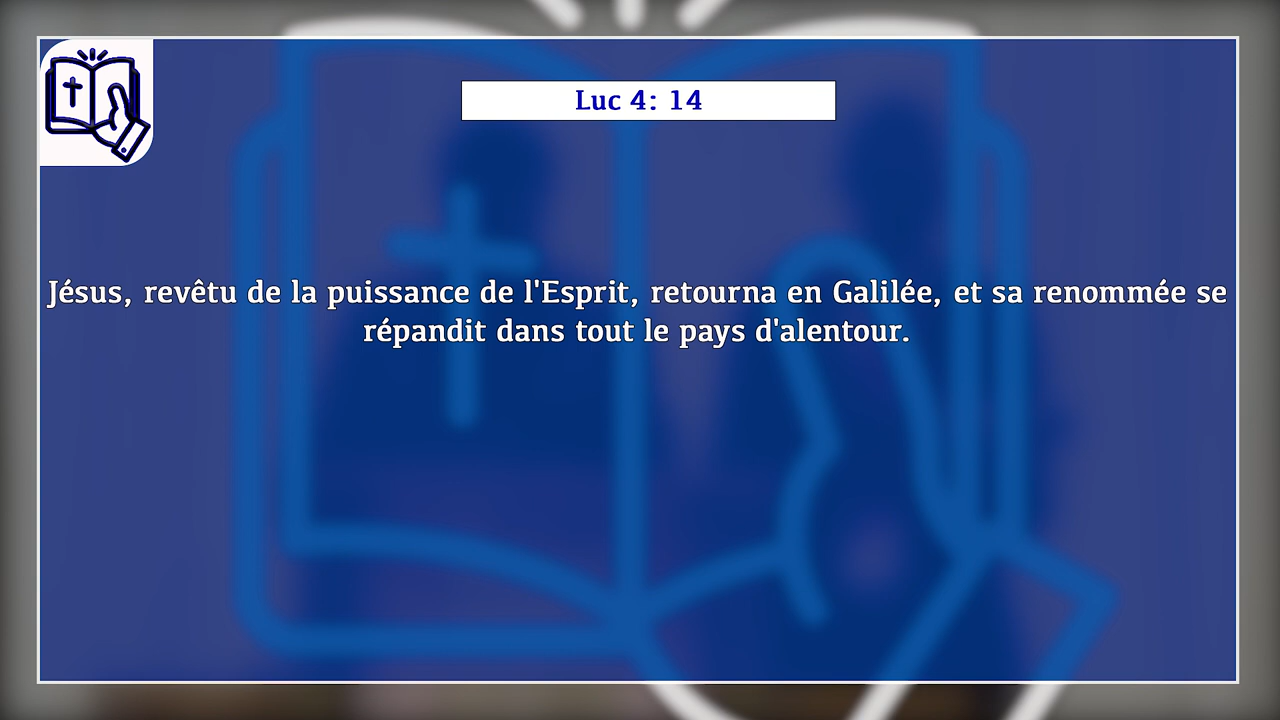 Luc 4: 14
Jésus, revêtu de la puissance de l'Esprit, retourna en Galilée, et sa renommée se
répandit dans tout le pays d'alentour.